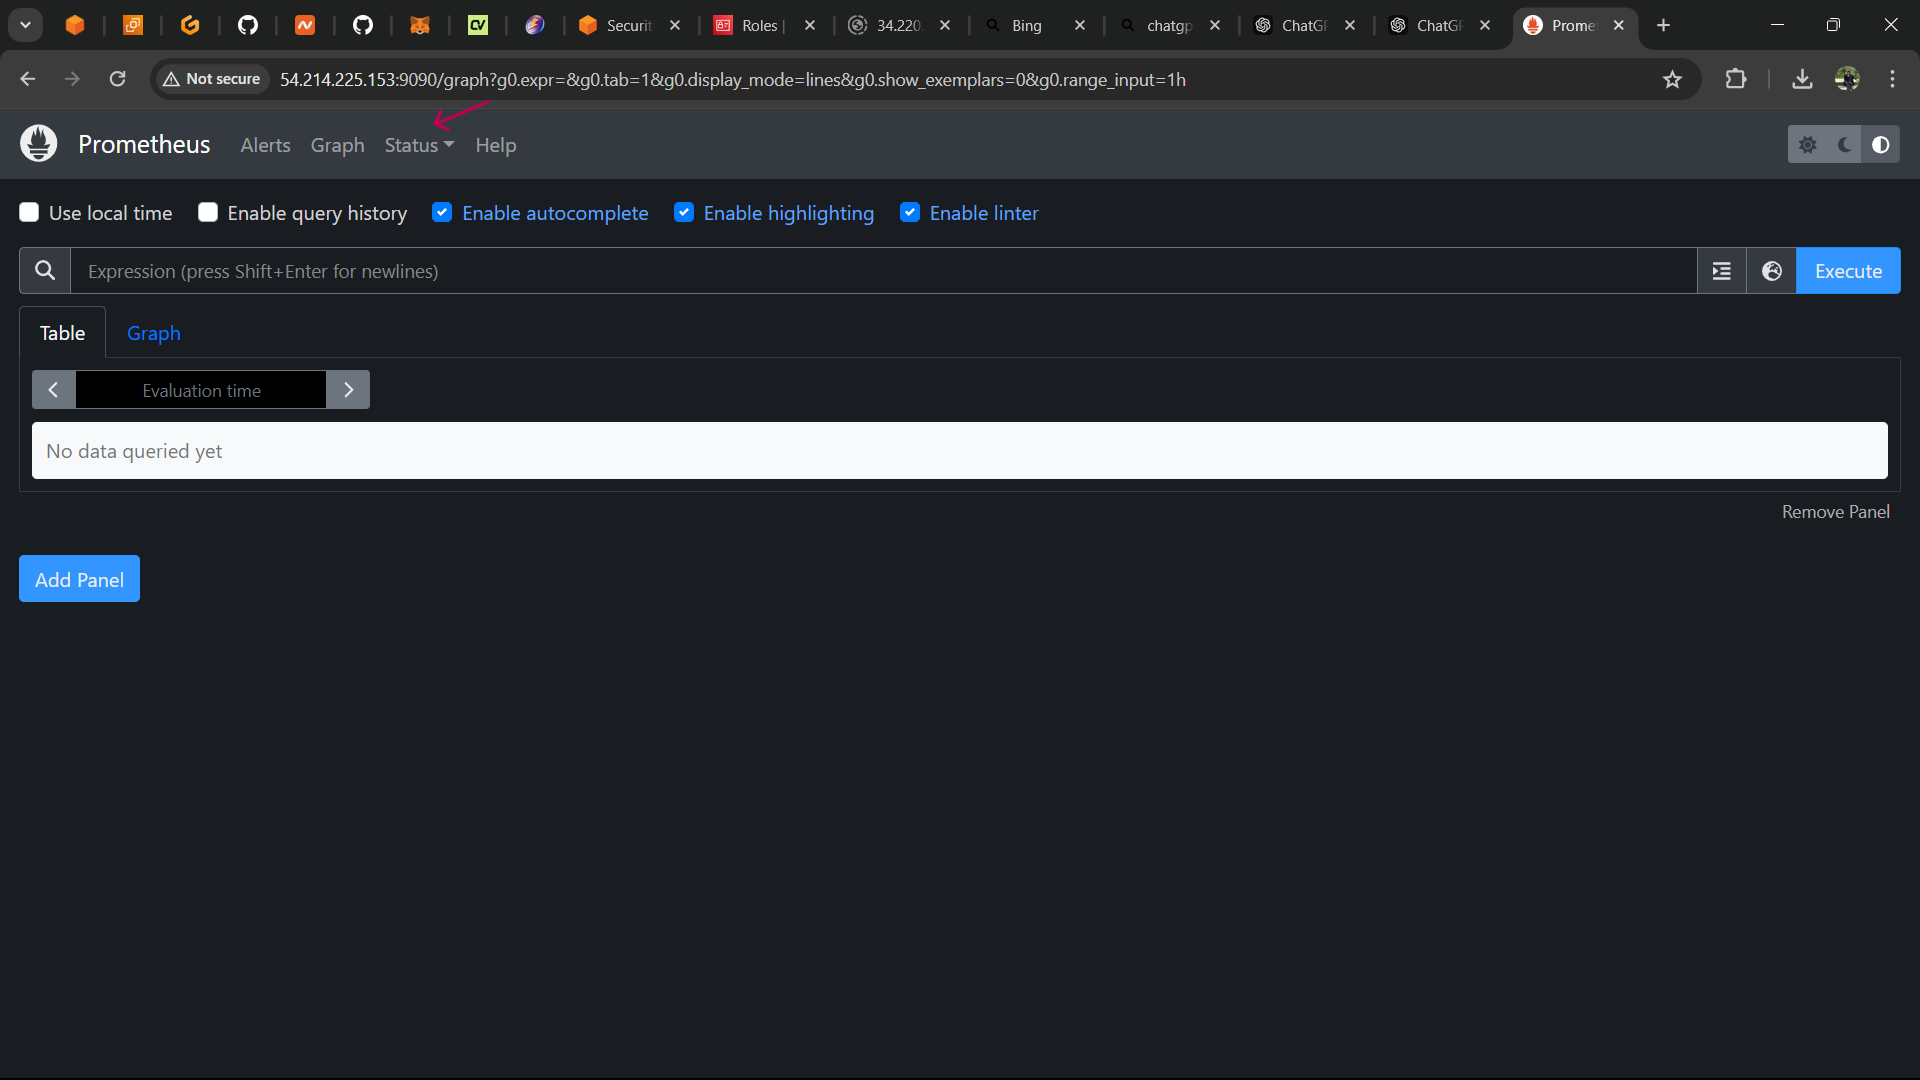 Securit
Roles |
34.220.
Bing
chatgp
ChatGP
ChatGP
Promet
Not secure
54.214.225.153:9090/graph?g0.expr=&g0.tab=1&g0.display_mode=lines&g0.show_exemplars=0&g0.range_input=1h
Prometheus Alerts Graph Status Help
Use local time Enable query history Enable autocomplete Enable highlighting Enable linter
Expression (press Shift+Enter for newlines) Execute
Table Graph
Evaluation time
No data queried yet
Remove Panel
Add Panel